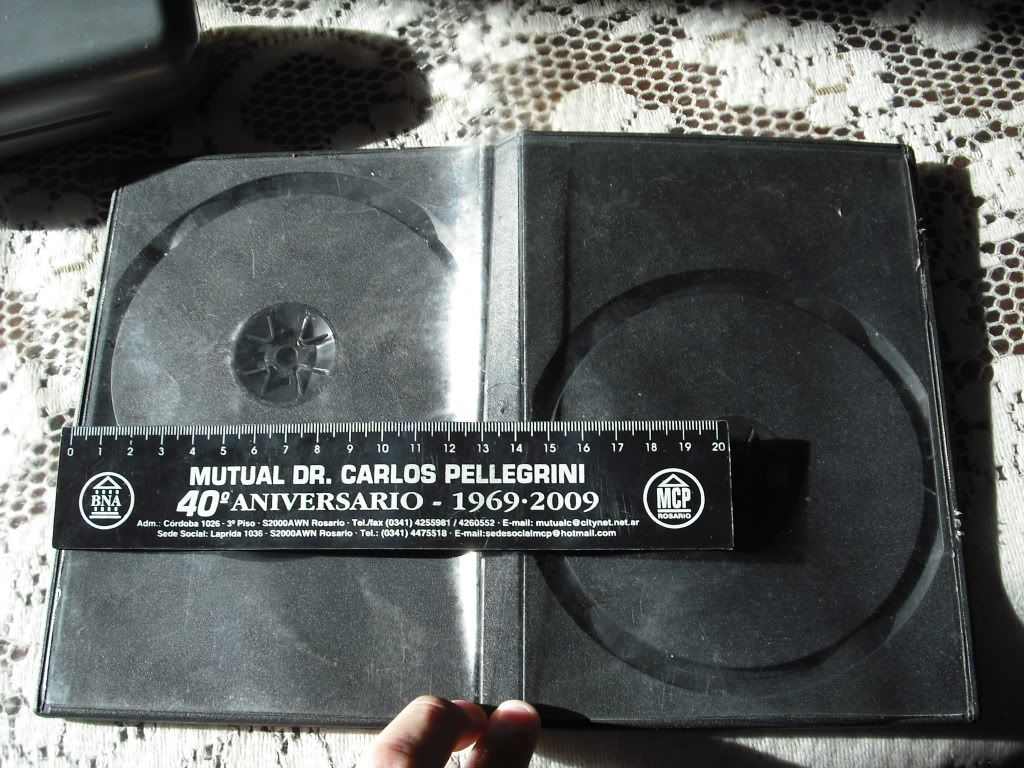 0 1 2 3 4 5 6 7 8 9 10 11 12 13 14 15 16 17 18 19 20
MUTUAL DR. CARLOS PELLEGRINI
40º ANIVERSARIO - 1969·2009
BNA
MCP
ROSARIO
Adm.: Córdoba 1026 · 3º Piso · S2000AWN Rosario · Tel./fax (0341) 4255981 / 4260552 · E-mail: mutualc@citynet.net.ar
Sede Social: Laprida 1036 · S2000AWN Rosario · Tel.: (0341) 4475518 · E-mail:sedesocialmcp@hotmail.com